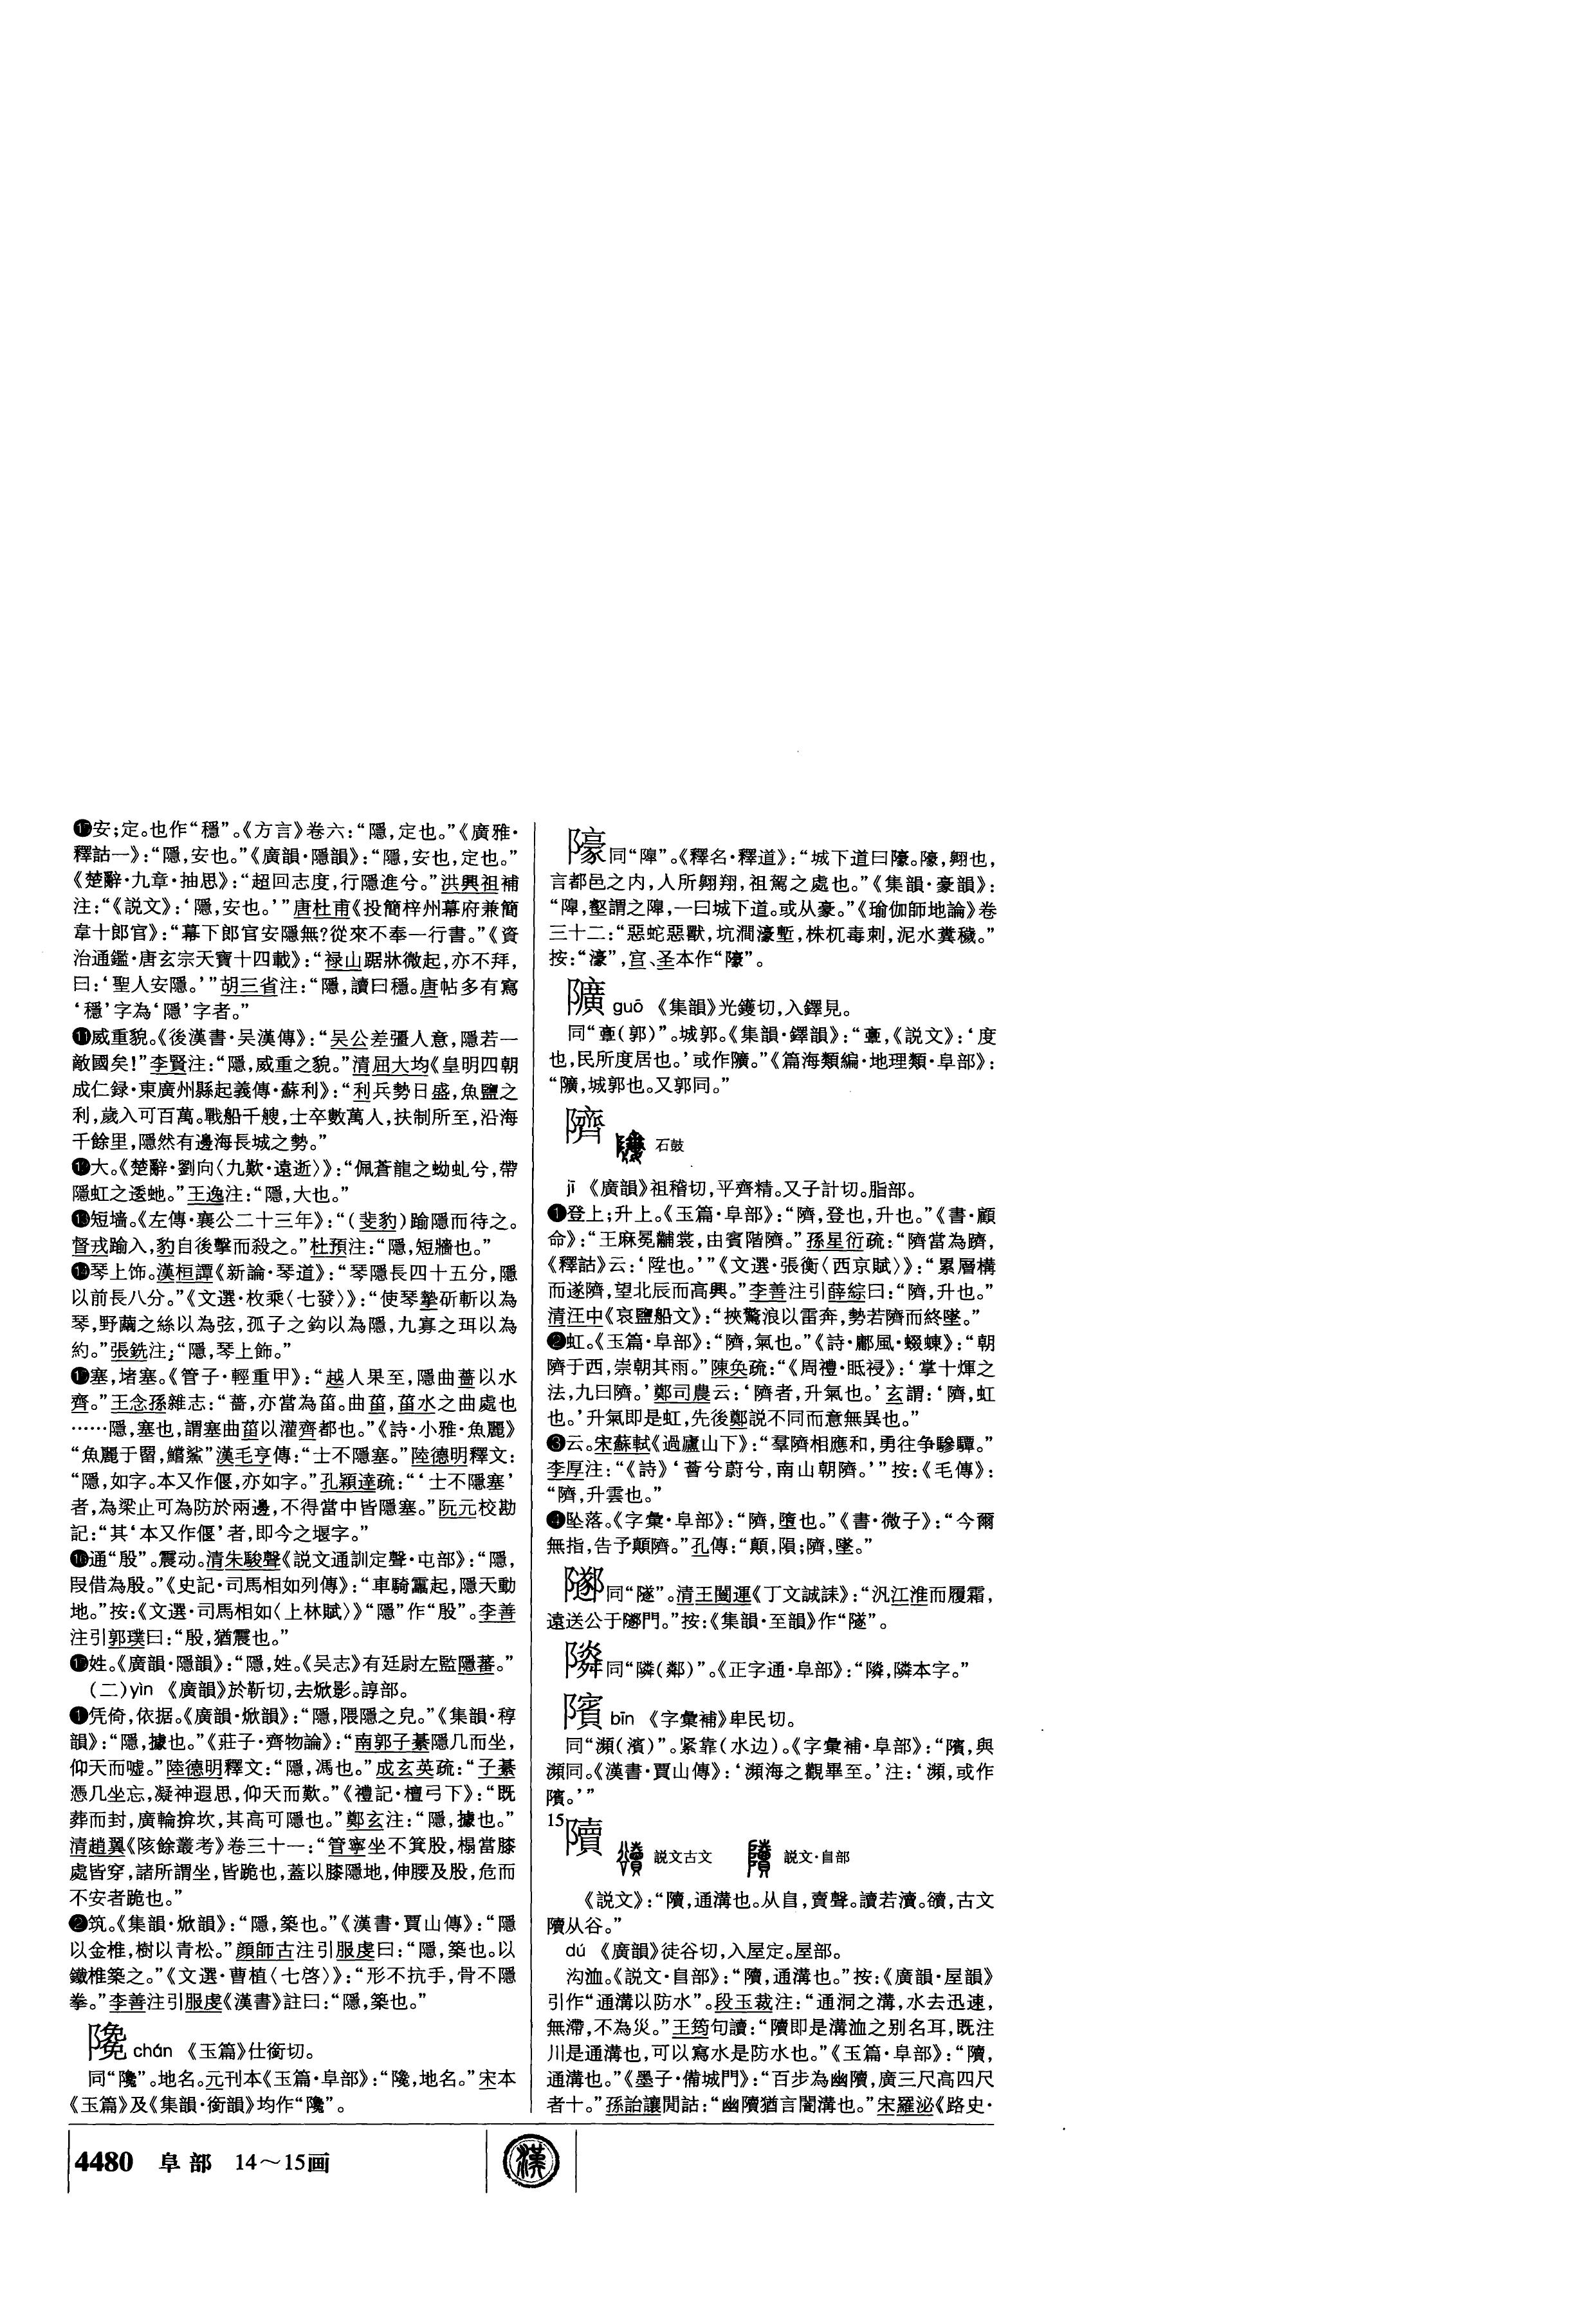 ❿安;定。也作“穩”。《方言》卷六:“隱,定也。”《廣雅·
釋詁一》:“隱,安也。”《廣韻·隱韻》:“隱,安也,定也。”
《楚辭·九章·抽思》:“超回志度,行隱進兮。”洪興祖補
注:“《説文》:‘隱,安也。’”唐杜甫《投簡梓州幕府兼簡
韋十郎官》:“幕下郎官安隱無?從來不奉一行書。”《資
治通鑑·唐玄宗天寶十四載》:“禄山踞牀微起,亦不拜,
曰:‘聖人安隱。’”胡三省注:“隱,讀曰穩。唐帖多有寫
‘穩’字為‘隱’字者。”
⓫威重貌。《後漢書·吴漢傳》:“吴公差彊人意,隱若一
敵國矣!”李賢注:“隱,威重之貌。”清屈大均《皇明四朝
成仁録·東廣州縣起義傳·蘇利》:“利兵勢日盛,魚鹽之
利,歲入可百萬。戰船千艘,士卒數萬人,扶制所至,沿海
千餘里,隱然有邊海長城之勢。”
⓬大。《楚辭·劉向〈九歎·遠逝〉》:“佩蒼龍之蚴虬兮,帶
隱虹之逶虵。”王逸注:“隱,大也。”
⓭短墙。《左傳·襄公二十三年》:“(斐豹)踰隱而待之。
督戎踰入,豹自後擊而殺之。”杜預注:“隱,短牆也。”
⓮琴上饰。漢桓譚《新論·琴道》:“琴隱長四十五分,隱
以前長八分。”《文選·枚乘〈七發〉》:“使琴摯斫斬以為
琴,野繭之絲以為弦,孤子之鈎以為隱,九寡之珥以為
約。”張銑注:“隱,琴上飾。”
⓯塞,堵塞。《管子·輕重甲》:“越人果至,隱曲薔以水
齊。”王念孫雜志:“薔,亦當為菑。曲菑,菑水之曲處也
……隱,塞也,謂塞曲菑以灌齊都也。”《詩·小雅·魚麗》
“魚麗于罶,鱨鯊”漢毛亨傳:“士不隱塞。”陸德明釋文:
“隱,如字。本又作偃,亦如字。”孔穎達疏:“‘士不隱塞’
者,為梁止可為防於兩邊,不得當中皆隱塞。”阮元校勘
記:“其‘本又作偃’者,即今之堰字。”
⓰通“殷”。震动。清朱駿聲《説文通訓定聲·屯部》:“隱,
叚借為殷。”《史記·司馬相如列傳》:“車騎靁起,隱天動
地。”按:《文選·司馬相如〈上林賦〉》“隱”作“殷”。李善
注引郭璞曰:“殷,猶震也。”
⓱姓。《廣韻·隱韻》:“隱,姓。《吴志》有廷尉左監隱蕃。”
(二)yìn 《廣韻》於靳切,去焮影。諄部。
❶凭倚,依据。《廣韻·焮韻》:“隱,隈隱之皃。”《集韻·稕
韻》:“隱,據也。”《莊子·齊物論》:“南郭子綦隱几而坐,
仰天而噓。”陸德明釋文:“隱,馮也。”成玄英疏:“子綦
憑几坐忘,凝神遐思,仰天而歎。”《禮記·檀弓下》:“既
葬而封,廣輪揜坎,其高可隱也。”鄭玄注:“隱,據也。”
清趙翼《陔餘叢考》卷三十一:“管寧坐不箕股,榻當膝
處皆穿,諸所謂坐,皆跪也,蓋以膝隱地,伸腰及股,危而
不安者跪也。”
❷筑。《集韻·焮韻》:“隱,築也。”《漢書·賈山傳》:“隱
以金椎,樹以青松。”顔師古注引服虔曰:“隱,築也。以
鐵椎築之。”《文選·曹植〈七啓〉》:“形不抗手,骨不隱
拳。”李善注引服虔《漢書》註曰:“隱,築也。”
chán 《玉篇》仕銜切。
同“”。地名。元刊本《玉篇·阜部》:“,地名。”宋本
《玉篇》及《集韻·銜韻》均作“”。
𨽉同“𨻙”。《釋名·釋道》:“城下道曰𨽉。𨽉,翱也,
言都邑之内,人所翱翔,祖駕之處也。”《集韻·豪韻》:
“𨻙,壑謂之𨻙,一曰城下道。或从豪。”《瑜伽師地論》卷
三十二:“惡蛇惡獸,坑澗濠塹,株杌毒刺,泥水糞穢。”
按:“濠”,宫、圣本作“𨽉”。
guō 《集韻》光鑊切,入鐸見。
同“𩫏(郭)”。城郭。《集韻·鐸韻》:“𩫏,《説文》:‘度
也,民所度居也。’或作。”《篇海類編·地理類·阜部》:
“,城郭也。又郭同。”
隮 石鼓
jī 《廣韻》祖稽切,平齊精。又子計切。脂部。
❶登上;升上。《玉篇·阜部》:“隮,登也,升也。”《書·顧
命》:“王麻冕黼裳,由賓階隮。”孫星衍疏:“隮當為躋,
《釋詁》云:‘陞也。’”《文選·張衡〈西京賦〉》:“累層構
而遂隮,望北辰而高興。”李善注引薛綜曰:“隮,升也。”
清汪中《哀鹽船文》:“挾驚浪以雷奔,勢若隮而終墜。”
❷虹。《玉篇·阜部》:“隮,氣也。”《詩·鄘風·蝃蝀》:“朝
隮于西,崇朝其雨。”陳奂疏:“《周禮·眂祲》:‘掌十煇之
法,九曰隮。’鄭司農云:‘隮者,升氣也。’玄謂:‘隮,虹
也。’升氣即是虹,先後鄭説不同而意無異也。”
❸云。宋蘇軾《過廬山下》:“羣隮相應和,勇往争驂驔。”
李厚注:“《詩》‘薈兮蔚兮,南山朝隮。’”按:《毛傳》:
“隮,升雲也。”
❹坠落。《字彙·阜部》:“隮,墮也。”《書·微子》:“今爾
無指,告予顛隮。”孔傳:“顛,隕;隮,墜。”
同“隧”。清王闓運《丁文誠誄》:“汎江淮而履霜,
遠送公于門。”按:《集韻·至韻》作“隧”。
同“隣(鄰)”。《正字通·阜部》:“,隣本字。”
bīn 《字彙補》卑民切。
同“瀕(濱)”。紧靠(水边)。《字彙補·阜部》:“,與
瀕同。《漢書·賈山傳》:‘瀕海之觀畢至。’注:‘瀕,或作
。’”
15
隫 説文古文 説文·𨸏部
《説文》:“,通溝也。从𨸏,賣聲。讀若瀆。,古文
从谷。”
dú 《廣韻》徒谷切,入屋定。屋部。
沟洫。《説文·𨸏部》:“,通溝也。”按:《廣韻·屋韻》
引作“通溝以防水”。段玉裁注:“通洞之溝,水去迅速,
無滯,不為災。”王筠句讀:“即是溝洫之别名耳,既注
川是通溝也,可以寫水是防水也。”《玉篇·阜部》:“,
通溝也。”《墨子·備城門》:“百步為幽,廣三尺高四尺
者十。”孫詒讓閒詁:“幽猶言闇溝也。”宋羅泌《路史·
4480 阜部 14～15画
漢